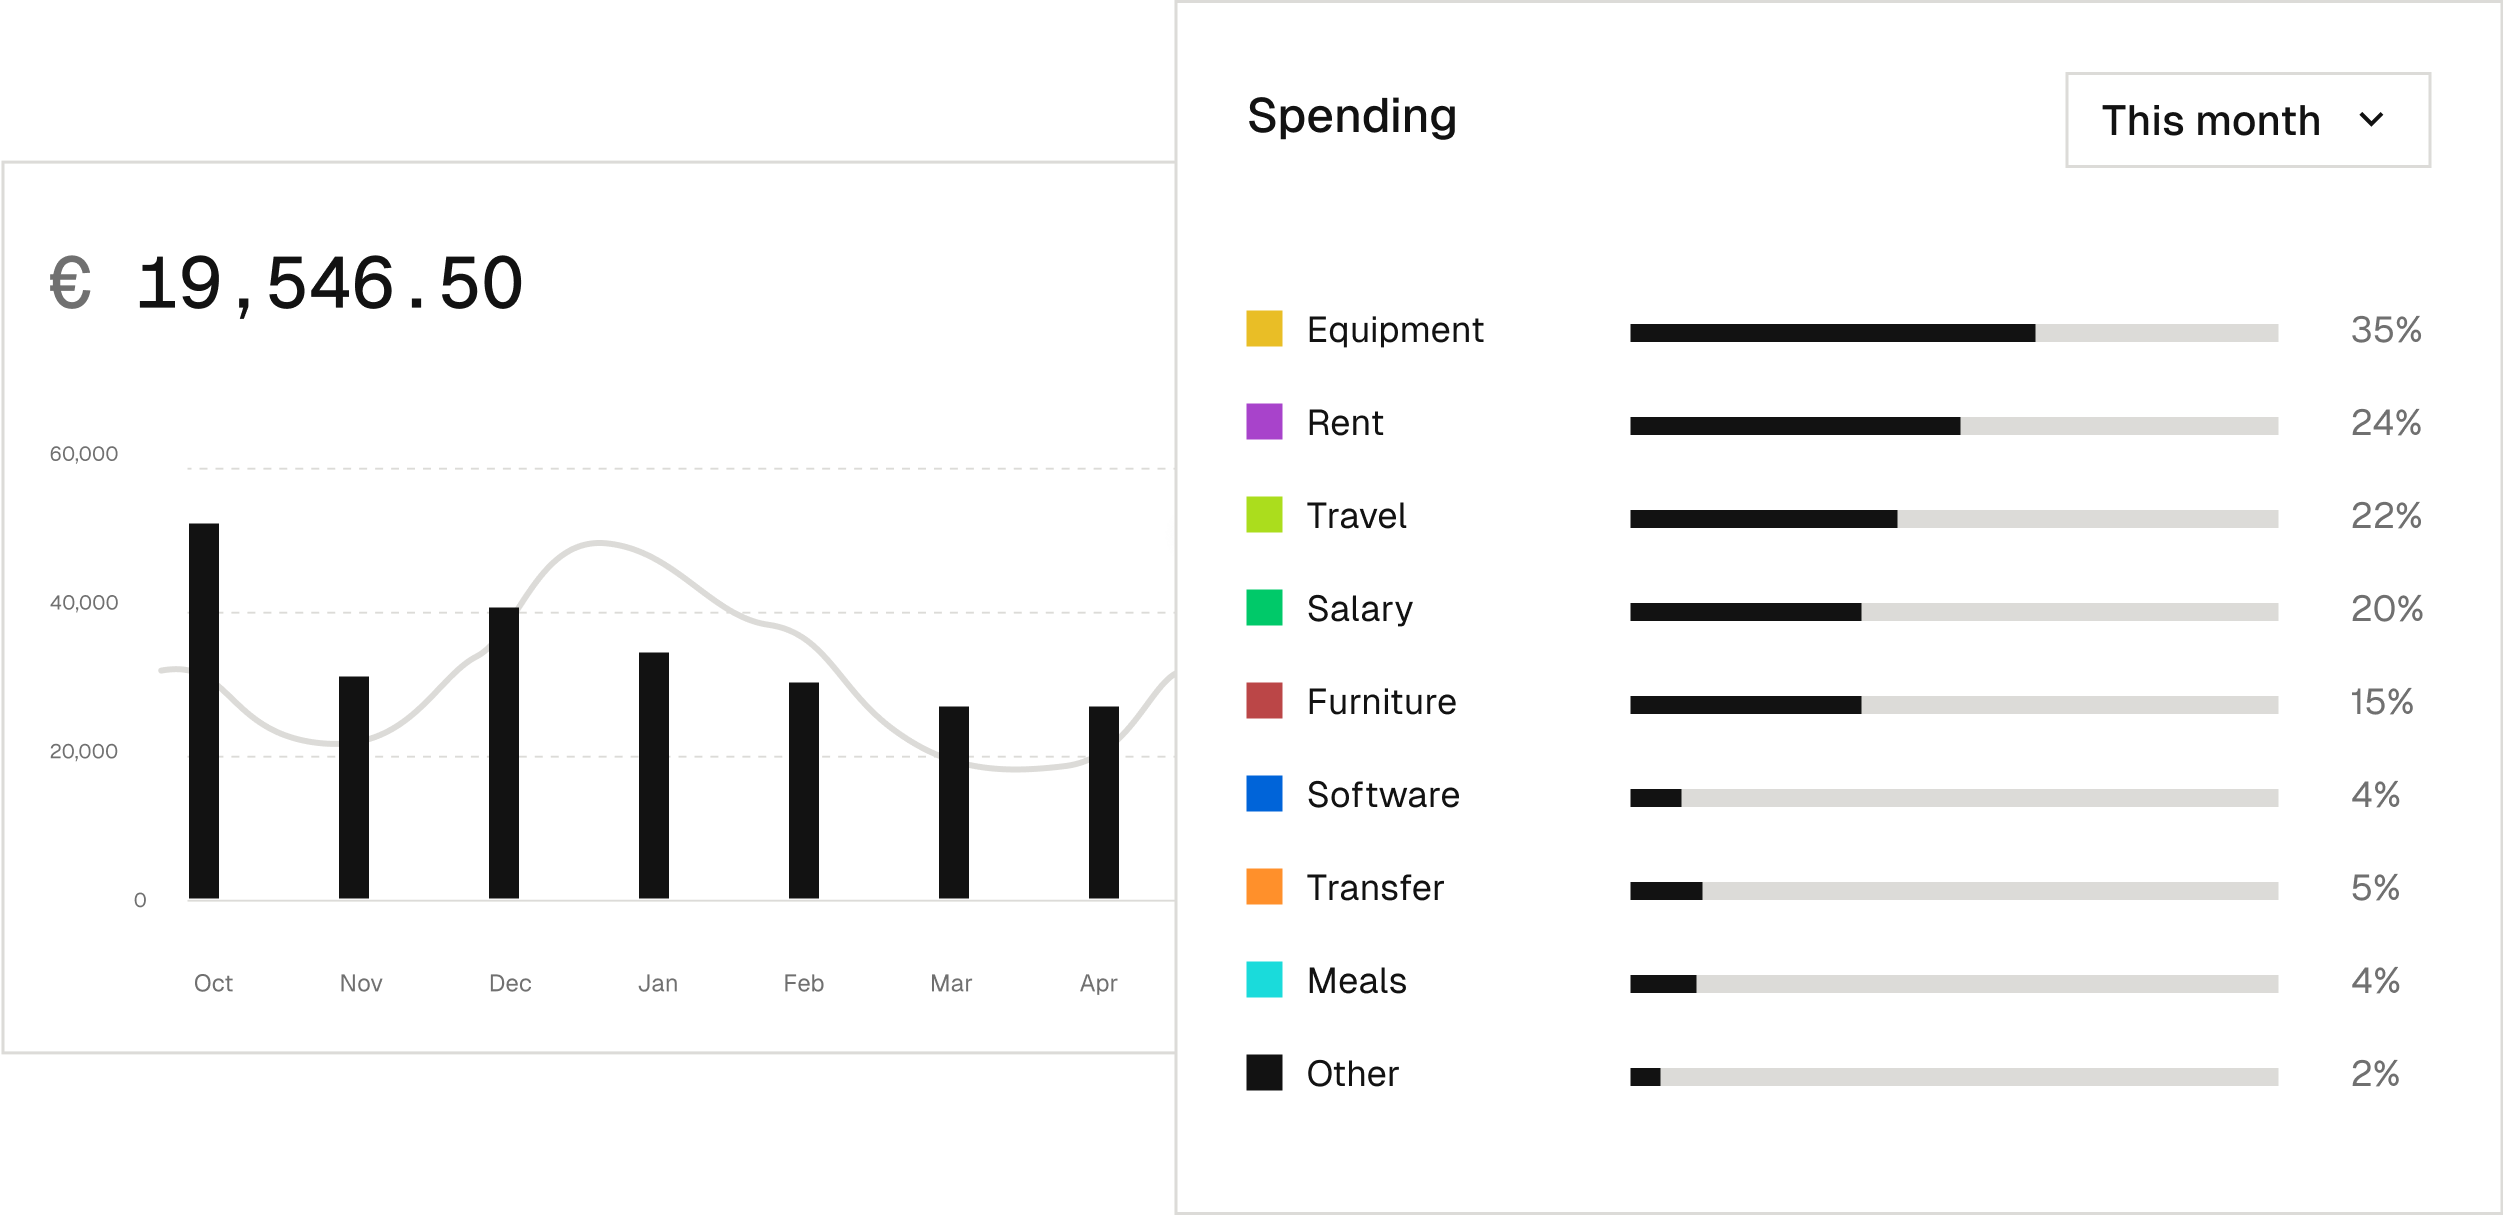 € 19,546.50
60,000
40,000
20,000
0
Oct Nov Dec Jan Feb Mar Apr
Spending
This month
Equipment 35%
Rent 24%
Travel 22%
Salary 20%
Furniture 15%
Software 4%
Transfer 5%
Meals 4%
Other 2%